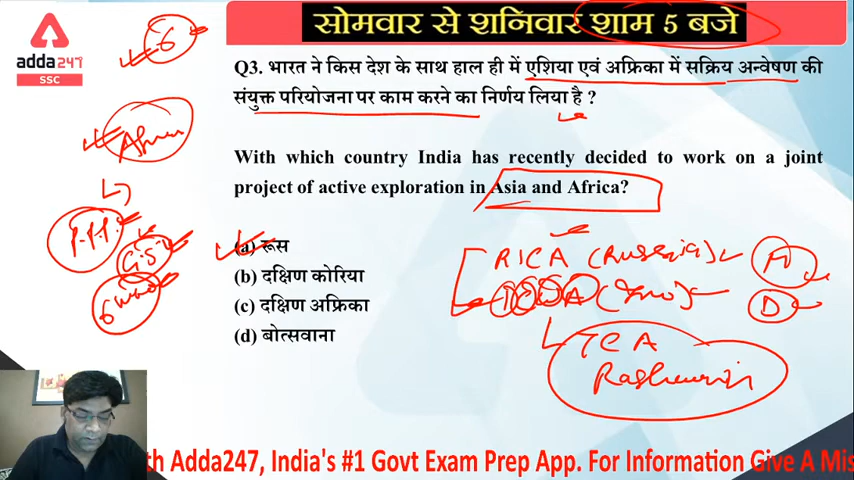 सोमवार से शनिवार शाम 5 बजे
adda247
SSC
6
Q3. भारत ने किस देश के साथ हाल ही में एशिया एवं अफ्रिका में सक्रिय अन्वेषण की
संयुक्त परियोजना पर काम करने का निर्णय लिया है ?
With which country India has recently decided to work on a joint
project of active exploration in Asia and Africa?
(a) रूस
(b) दक्षिण कोरिया
(c) दक्षिण अफ्रिका
(d) बोत्सवाना
P.P.P.
RICA (Russia)
D
TCA
th Adda247, India's #1 Govt Exam Prep App. For Information Give A Mis